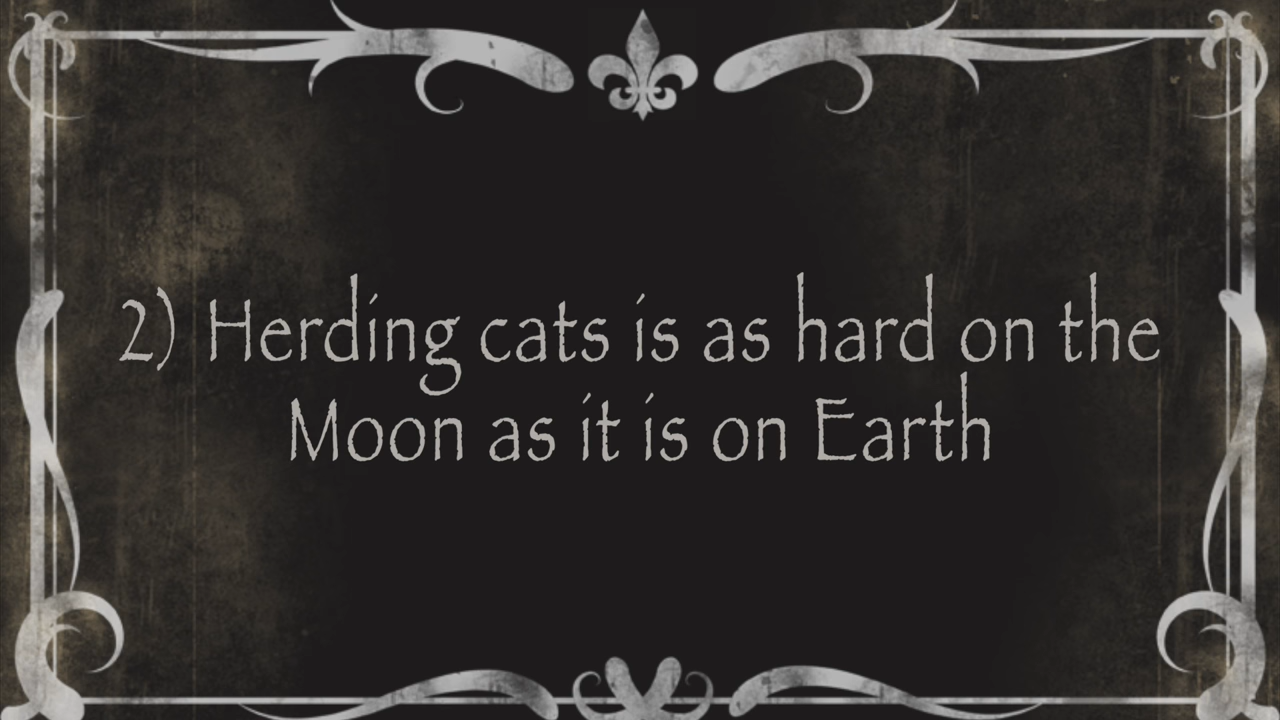 2) Herding cats is as hard on the
Moon as it is on Earth